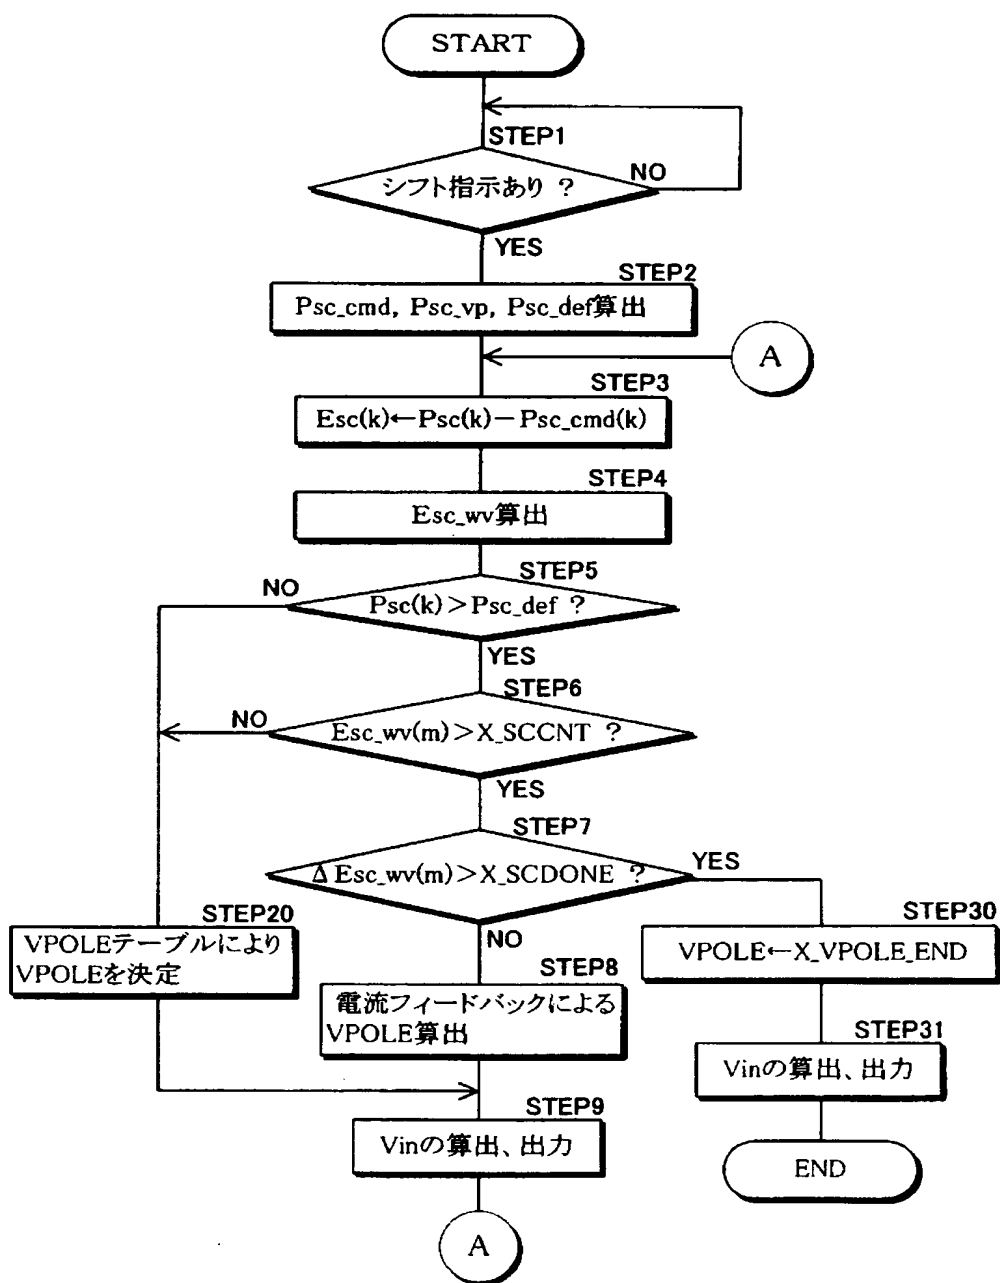 START
STEP1
シフト指示あり ?
NO
YES
STEP2
Psc_cmd, Psc_vp, Psc_def算出
A
STEP3
Esc(k)←Psc(k)−Psc_cmd(k)
STEP4
Esc_wv算出
STEP5
NO
Psc(k)>Psc_def ?
YES
STEP6
NO
Esc_wv(m)>X_SCCNT ?
YES
STEP7
Δ Esc_wv(m)>X_SCDONE ?
YES
NO
STEP20
VPOLEテーブルにより
VPOLEを決定
STEP30
VPOLE←X_VPOLE_END
STEP8
電流フィードバックによる
VPOLE算出
STEP31
Vinの算出、出力
STEP9
Vinの算出、出力
END
A